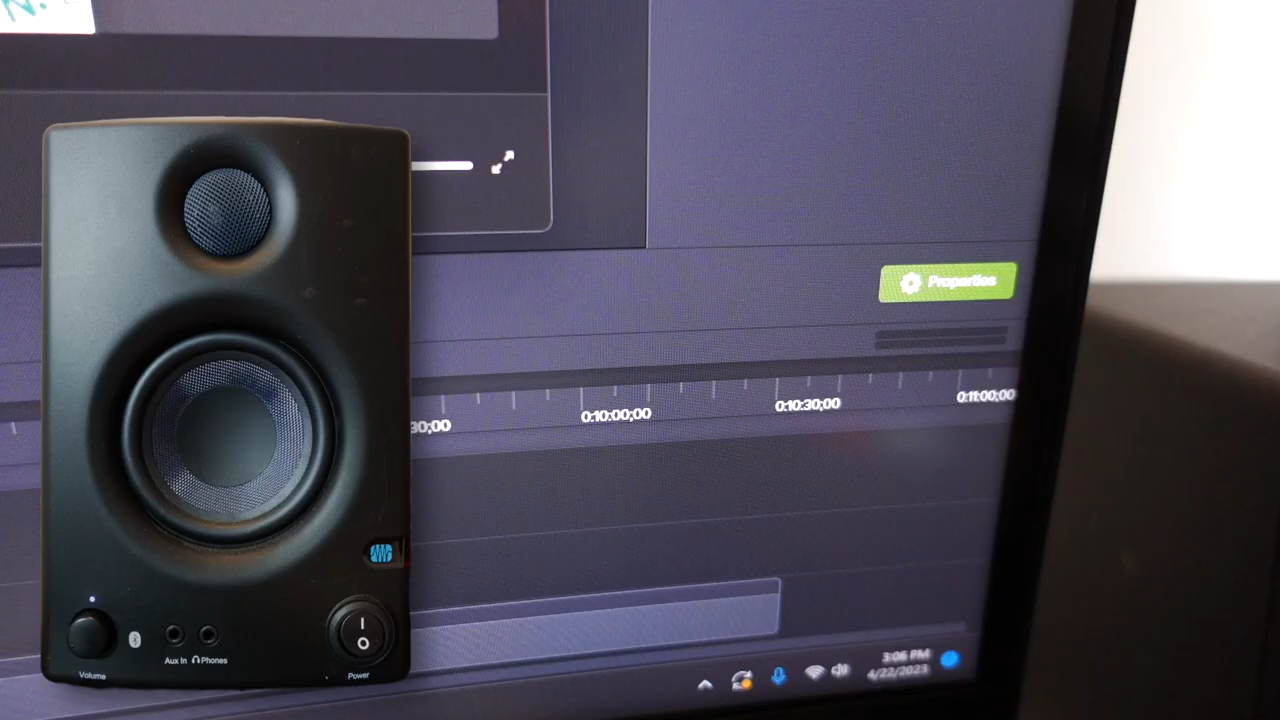 N.
Properties
30;00
0:10:00;00
0:10:30;00
0:11:00;00
Aux In
Phones
Volume
Power
3:06 PM
4/22/2023